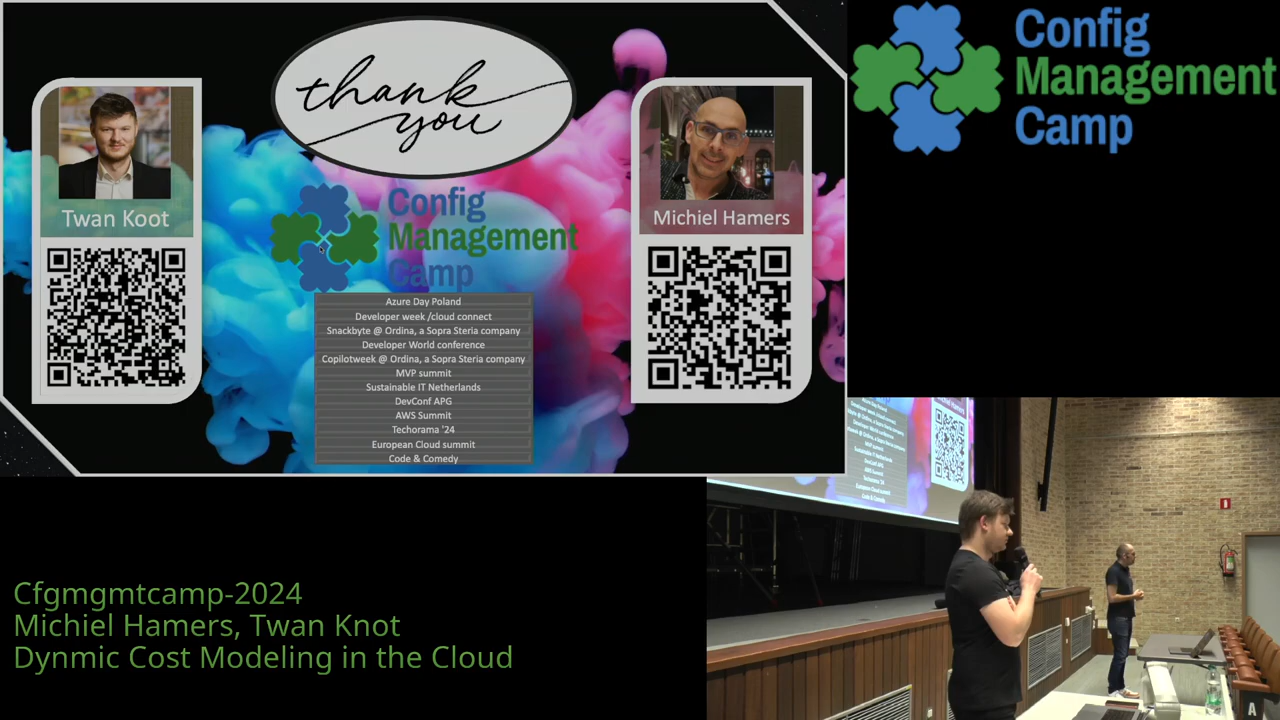 thank
you
Twan Koot
Config
Management
Camp
Michiel Hamers
Azure Day Poland
Developer week /cloud connect
Snackbyte @ Ordina, a Sopra Steria company
Developer World conference
Copilotweek @ Ordina, a Sopra Steria company
MVP summit
Sustainable IT Netherlands
DevConf APG
AWS Summit
Techorama '24
European Cloud summit
Code & Comedy
Config
Management
Camp
Cfgmgmtcamp-2024
Michiel Hamers, Twan Knot
Dynmic Cost Modeling in the Cloud
A